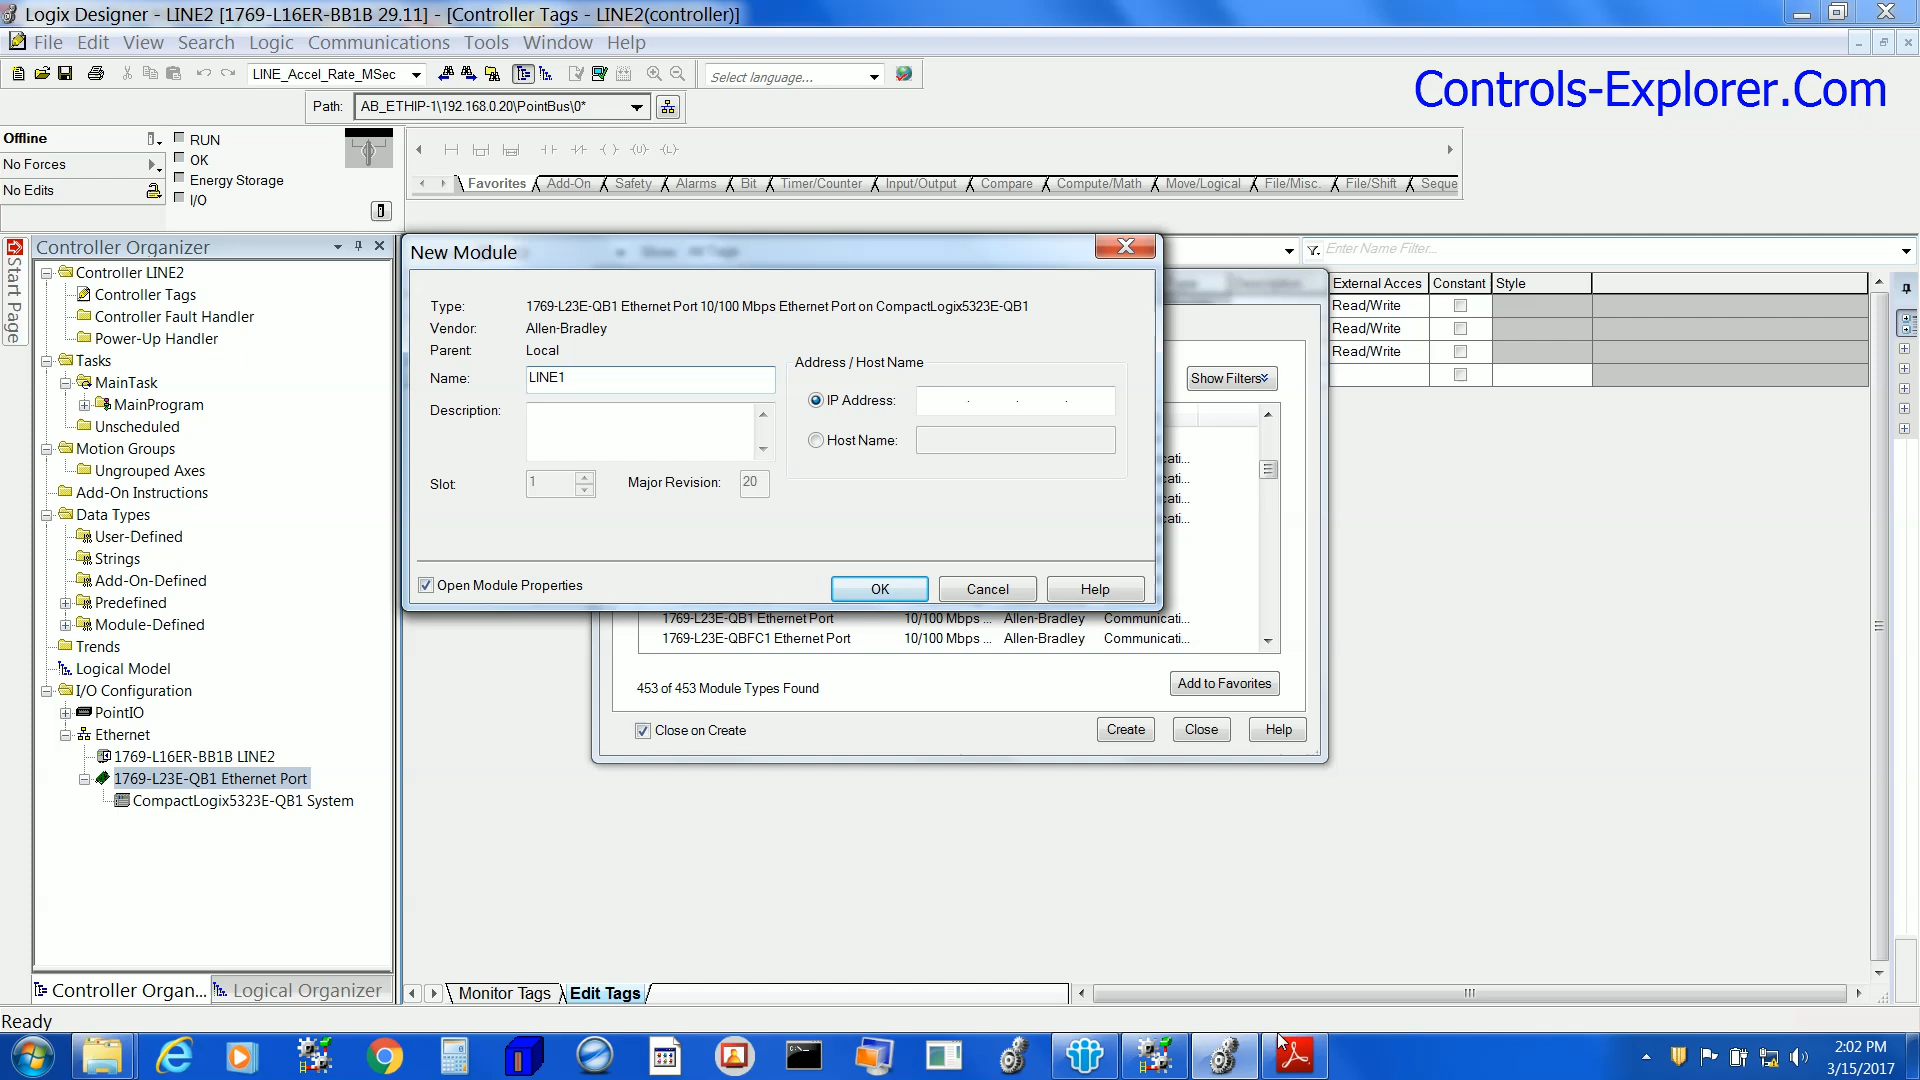 Logix Designer - LINE2 [1769-L16ER-BB1B 29.11] - [Controller Tags - LINE2(controller)]
File Edit View Search Logic Communications Tools Window Help
LINE_Accel_Rate_MSec
Select language...
Path: AB_ETHIP-1\192.168.0.20\PointBus\0*
Controls-Explorer.Com
Offline
RUN
No Forces
OK
No Edits
Energy Storage
I/O
Favorites Add-On Safety Alarms Bit Timer/Counter Input/Output Compare Compute/Math Move/Logical File/Misc. File/Shift Seque
Start Page
Controller Organizer
Controller LINE2
Controller Tags
Controller Fault Handler
Power-Up Handler
Tasks
MainTask
MainProgram
Unscheduled
Motion Groups
Ungrouped Axes
Add-On Instructions
Data Types
User-Defined
Strings
Add-On-Defined
Predefined
Module-Defined
Trends
Logical Model
I/O Configuration
PointIO
Ethernet
1769-L16ER-BB1B LINE2
1769-L23E-QB1 Ethernet Port
CompactLogix5323E-QB1 System
Controller Organ...
Logical Organizer
New Module
Type: 1769-L23E-QB1 Ethernet Port 10/100 Mbps Ethernet Port on CompactLogix5323E-QB1
Vendor: Allen-Bradley
Parent: Local
Name: LINE1
Description:
Slot: 1
Major Revision: 20
Address / Host Name
IP Address: . . .
Host Name:
Open Module Properties
OK Cancel Help
Enter Name Filter...
External Acces Constant Style
Read/Write
Read/Write
Read/Write
Show Filters
cati...
cati...
cati...
cati...
1769-L23E-QB1 Ethernet Port 10/100 Mbps ... Allen-Bradley Communicati...
1769-L23E-QBFC1 Ethernet Port 10/100 Mbps ... Allen-Bradley Communicati...
453 of 453 Module Types Found
Add to Favorites
Close on Create
Create Close Help
Monitor Tags Edit Tags
Ready
2:02 PM
3/15/2017